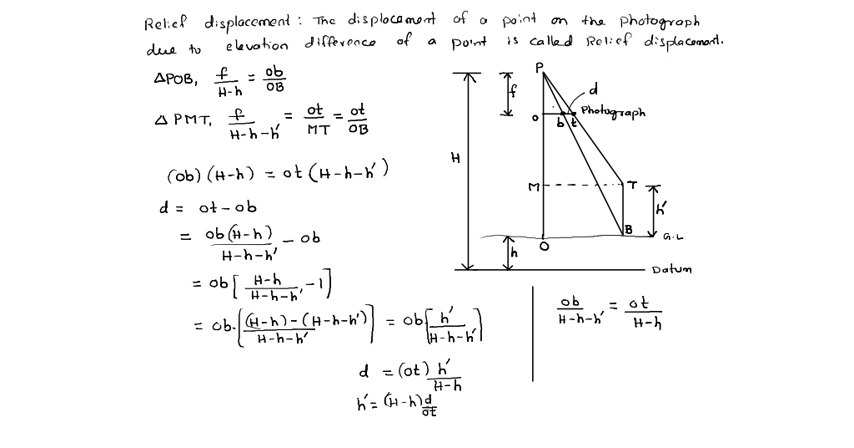 Relief displacement : The displacement of a point on the photograph
due to elevation difference of a point is called Relief displacement.
ΔPOB, f/(H-h) = ob/OB
Δ PMT, f/(H-h-h') = ot/MT = ot/OB
(ob)(H-h) = ot(H-h-h')
d = ot - ob
= ob(H-h)/(H-h-h') - ob
= ob[(H-h)/(H-h-h') -1]
= ob.[((H-h)-(H-h-h'))/(H-h-h')] = ob[h'/(H-h-h')]
d = (ot) h'/(H-h)
h' = (H-h) d/ot
P
d
f
o
b t
Photograph
H
M
T
h'
B
G.L
O
h
Datum
ob/(H-h-h') = ot/(H-h)